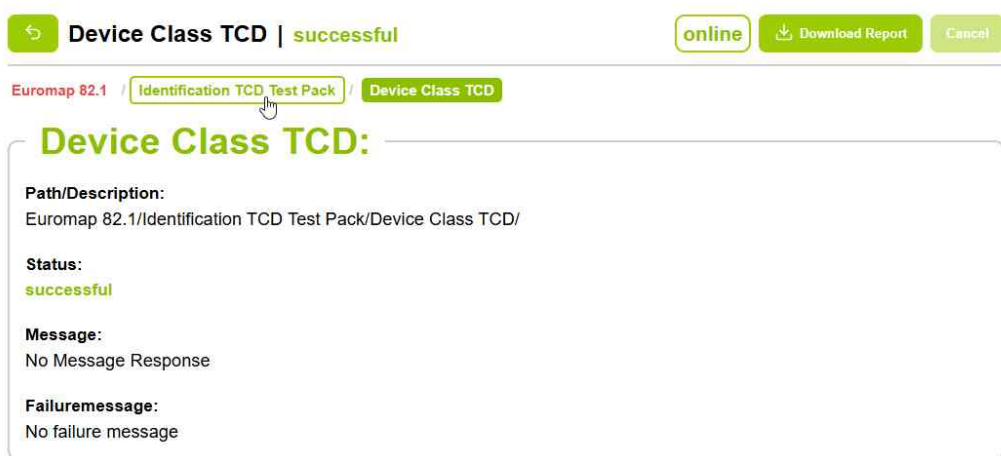 Device Class TCD | successful
online
Download Report
Cancel
Euromap 82.1 / Identification TCD Test Pack / Device Class TCD
Device Class TCD:
Path/Description:
Euromap 82.1/Identification TCD Test Pack/Device Class TCD/
Status:
successful
Message:
No Message Response
Failuremessage:
No failure message